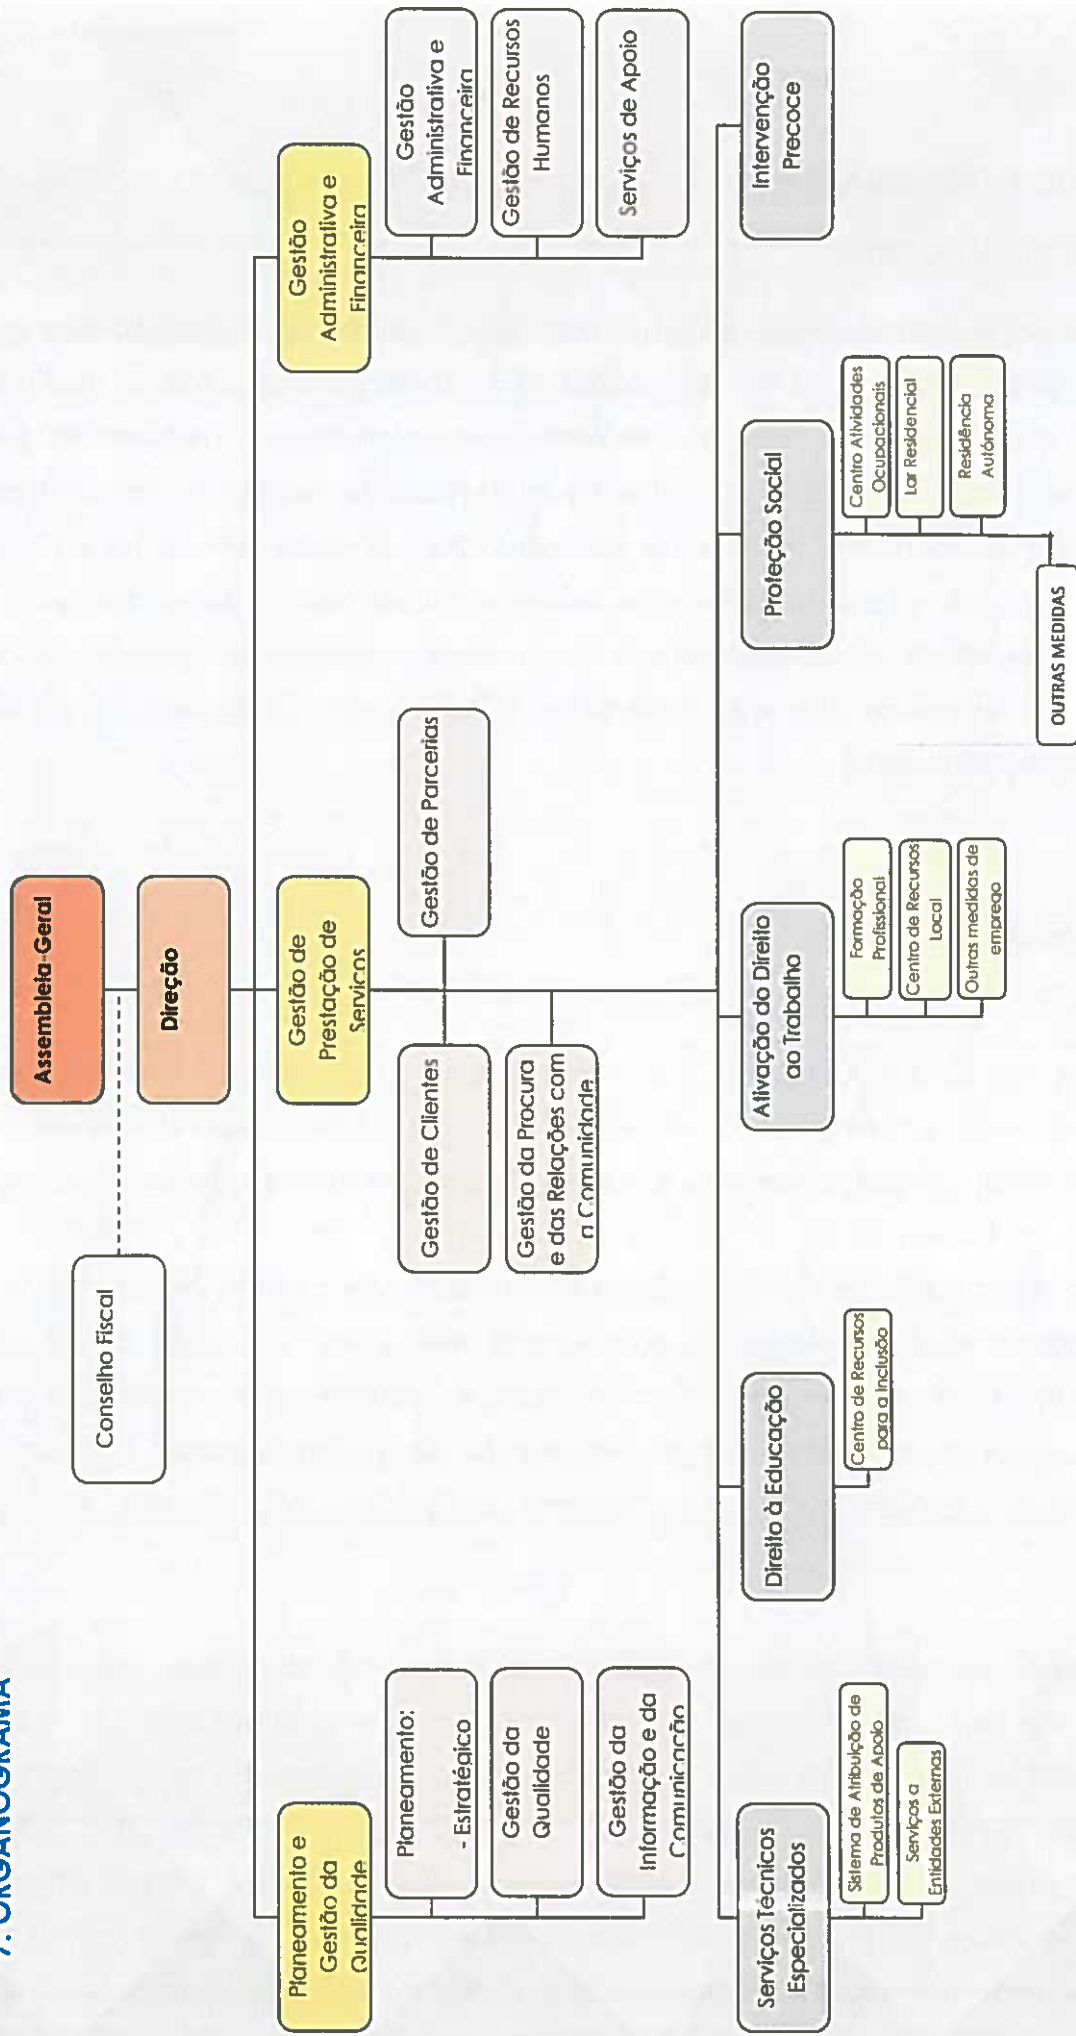 7. ORGANOGRAMA
Assembleia-Geral
Conselho Fiscal
Direção
Planeamento e
Gestão da
Qualidade
Gestão de
Prestação de
Serviços
Gestão
Administrativa e
Financeira
Planeamento:
- Estratégico
Gestão da
Qualidade
Gestão da
Informação e da
Comunicação
Gestão de Clientes
Gestão de Parcerias
Gestão da Procura
e das Relações com
a Comunidade
Gestão
Administrativa e
Financeira
Gestão de Recursos
Humanos
Serviços de Apoio
Serviços Técnicos
Especializados
Sistema de Atribuição de
Produtos de Apoio
Serviços a
Entidades Externas
Direito à Educação
Centro de Recursos
para a Inclusão
Ativação do Direito
ao Trabalho
Formação
Profissional
Centro de Recursos
Local
Outras medidas de
emprego
Proteção Social
Centro Atividades
Ocupacionais
Lar Residencial
Residência
Autónoma
OUTRAS MEDIDAS
Intervenção
Precoce